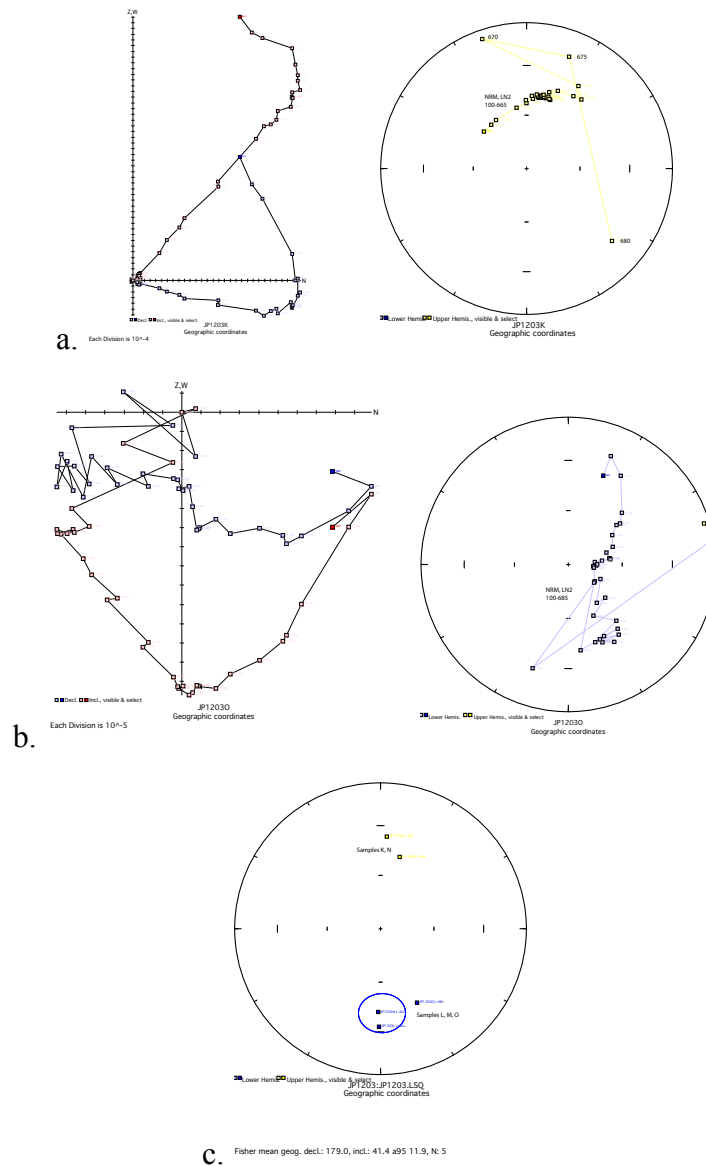 Z,W
670
675
NRM, LN2
100-665
N
680
Decl. Incl., visible & select
JP1203K
Geographic coordinates
Each Division is 10^-4
Lower Hemis. Upper Hemis., visible & select
JP1203K
Geographic coordinates
a.
Z,W
N
NRM, LN2
100-685
Decl. Incl., visible & select
JP1203O
Geographic coordinates
Each Division is 10^-5
Lower Hemis. Upper Hemis., visible & select
JP1203O
Geographic coordinates
b.
Samples K, N
Samples L, M, O
Lower Hemis. Upper Hemis., visible & select
JP1203:JP1203.LSQ
Geographic coordinates
c. Fisher mean geog. decl.: 179.0, incl.: 41.4 a95 11.9, N: 5